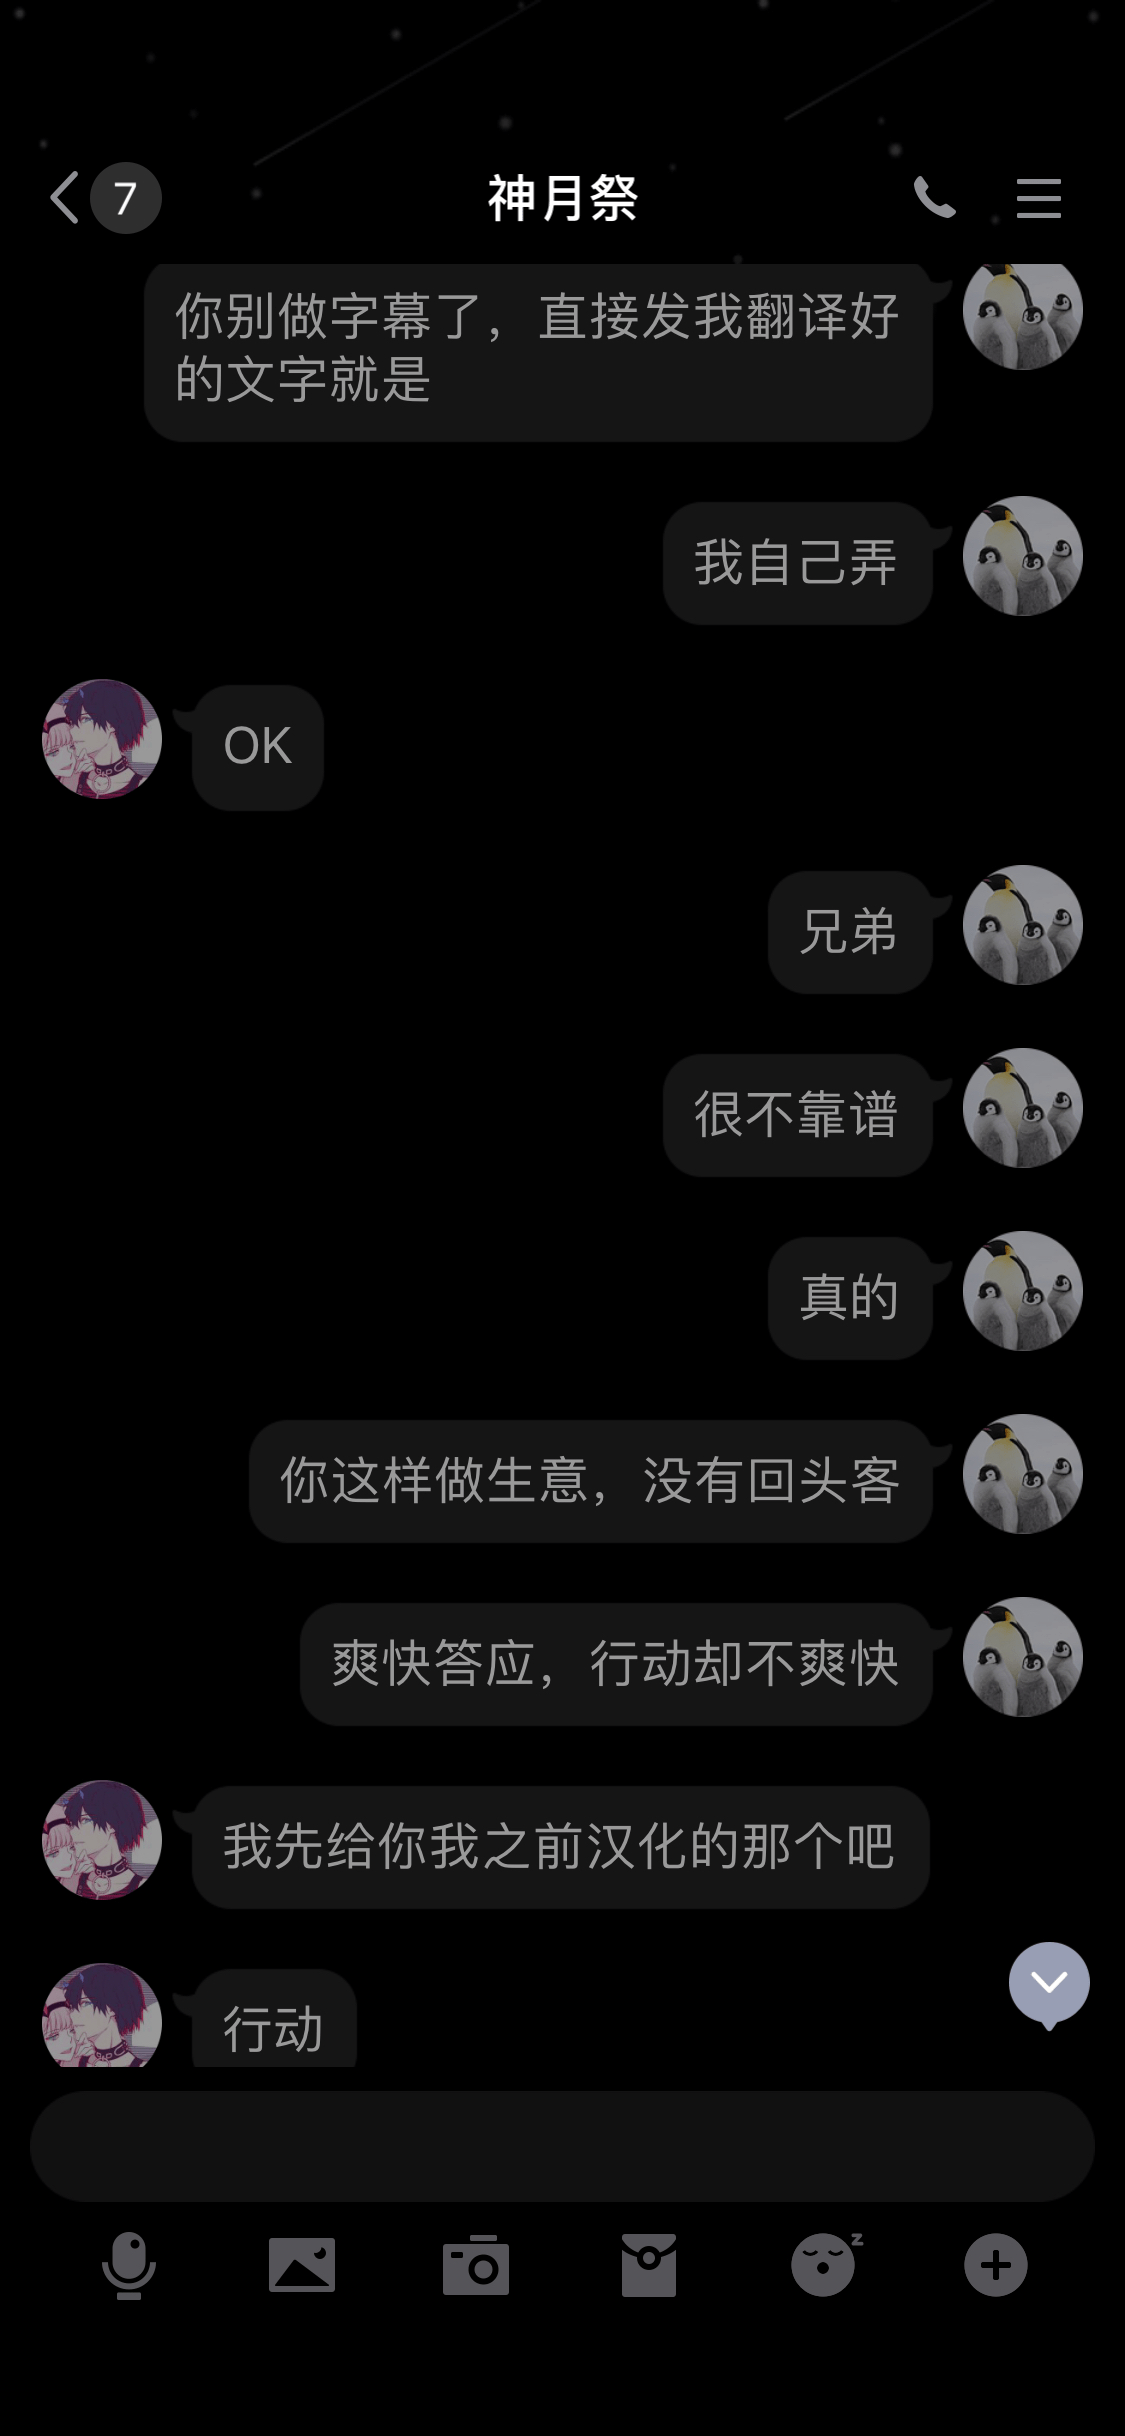 7
神月祭
你别做字幕了，直接发我翻译好
的文字就是
我自己弄
OK
兄弟
很不靠谱
真的
你这样做生意，没有回头客
爽快答应，行动却不爽快
我先给你我之前汉化的那个吧
行动
z